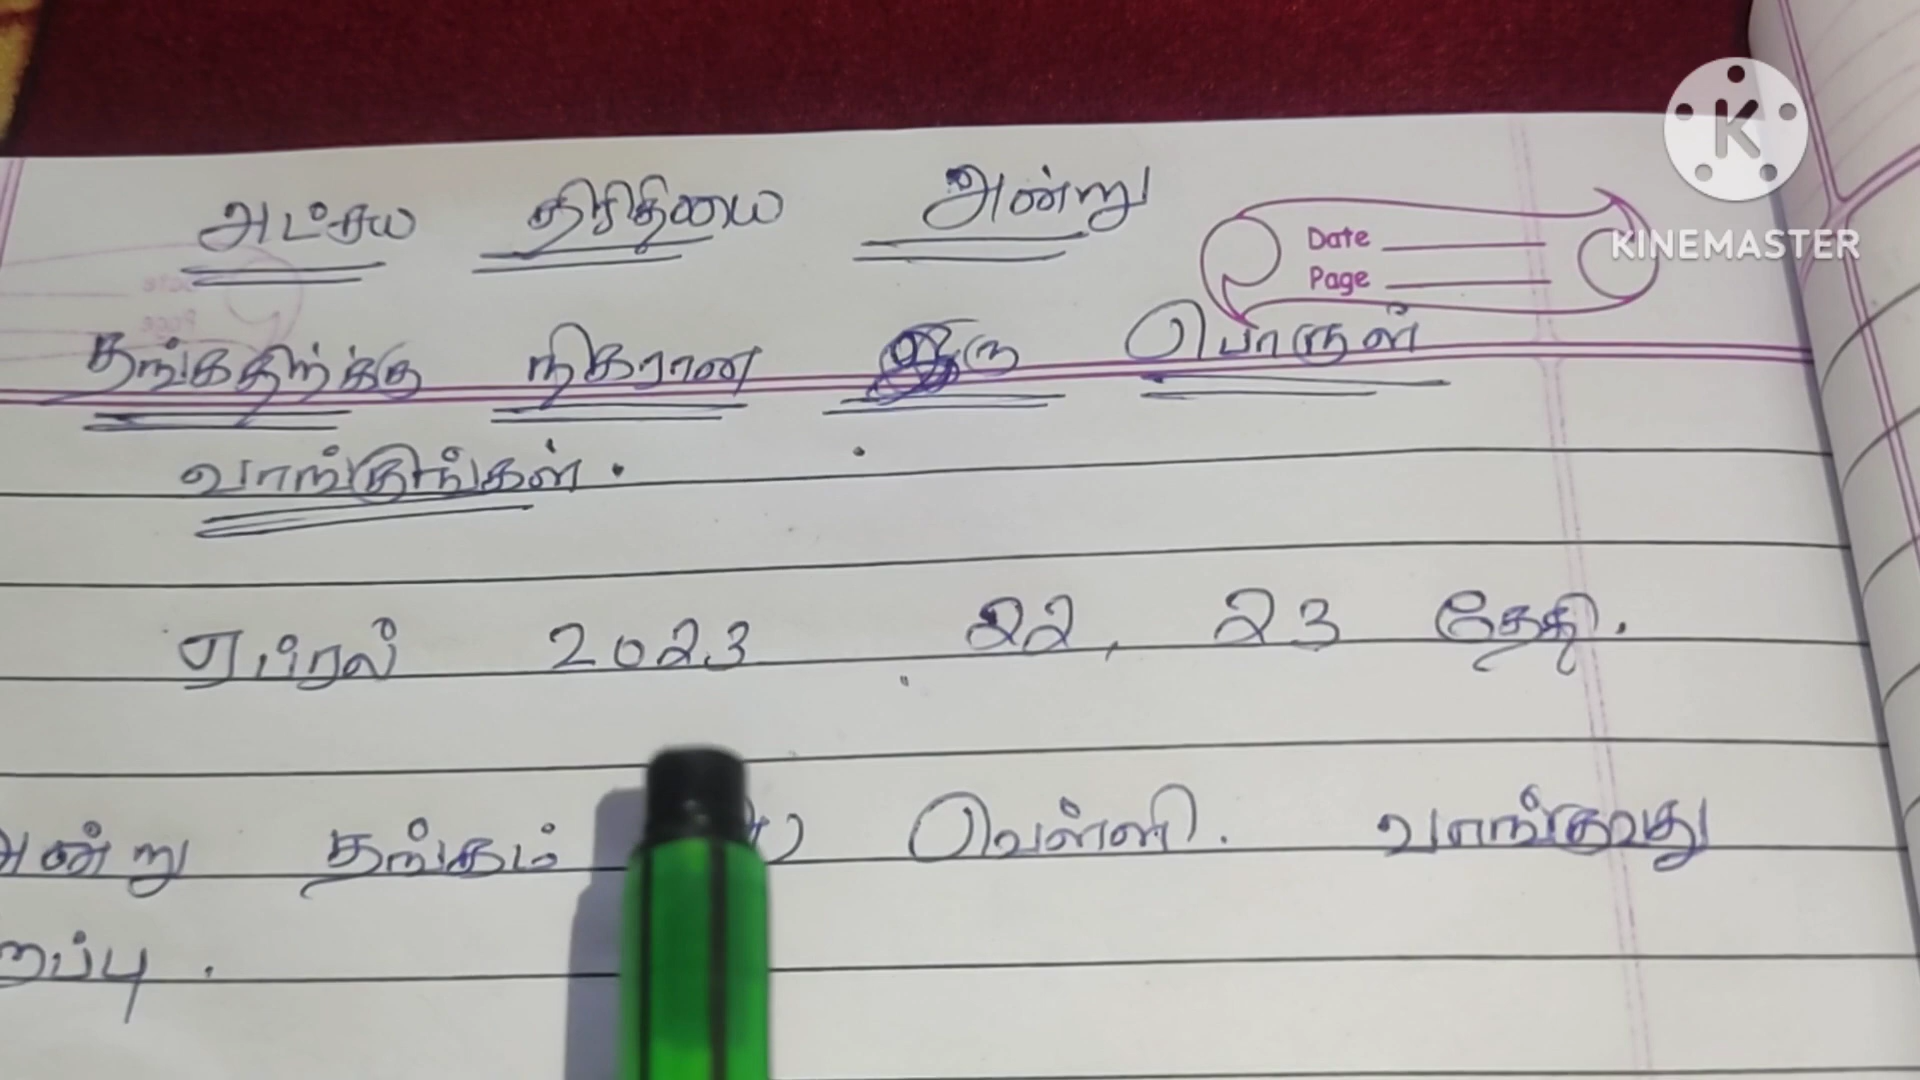 அட்சய திரிதியை அன்று
Date
Page
KINEMASTER
தங்கதிற்க்கு நிகரான இரு பொருள்
வாங்குங்கள்.
ஏப்ரல் 2023 22, 23 தேதி.
அன்று தங்கம் வெள்ளி. வாங்குவது
றப்பு.